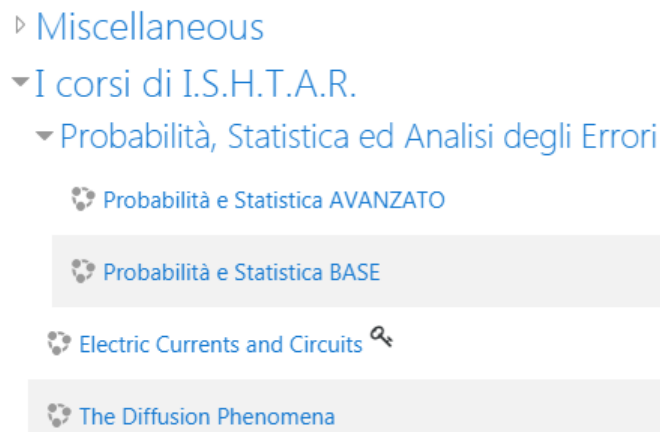 Miscellaneous
I corsi di I.S.H.T.A.R.
Probabilità, Statistica ed Analisi degli Errori
Probabilità e Statistica AVANZATO
Probabilità e Statistica BASE
Electric Currents and Circuits
The Diffusion Phenomena